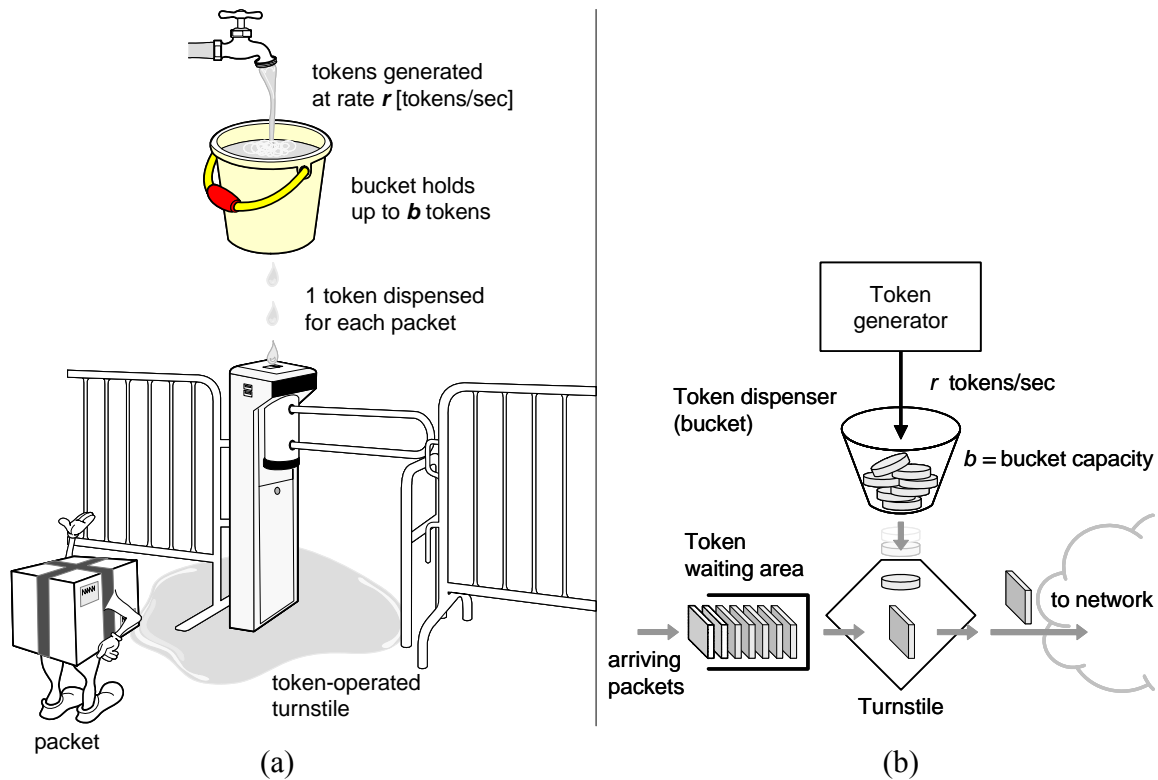 tokens generated
at rate r [tokens/sec]
bucket holds
up to b tokens
1 token dispensed
for each packet
token-operated
turnstile
packet
(a)
Token
generator
r tokens/sec
Token dispenser
(bucket)
b = bucket capacity
Token
waiting area
to network
arriving
packets
Turnstile
(b)